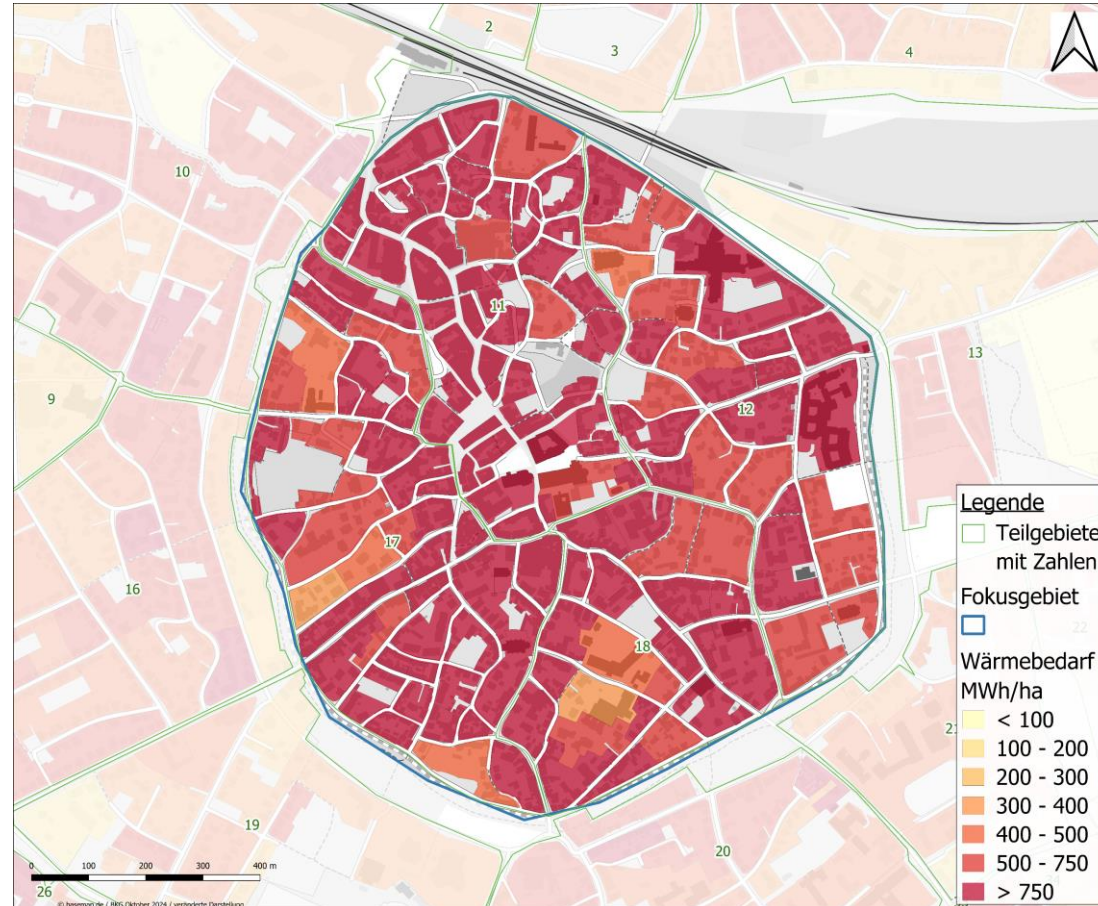 2
3
4
10
11
13
9
12
17
16
18
22
21
19
20
26
0 100 200 300 400 m
© basemap.de / BKG Oktober 2024 / veränderte Darstellung
Legende
Teilgebiete
mit Zahlen
Fokusgebiet
Wärmebedarf
MWh/ha
< 100
100 - 200
200 - 300
300 - 400
400 - 500
500 - 750
> 750